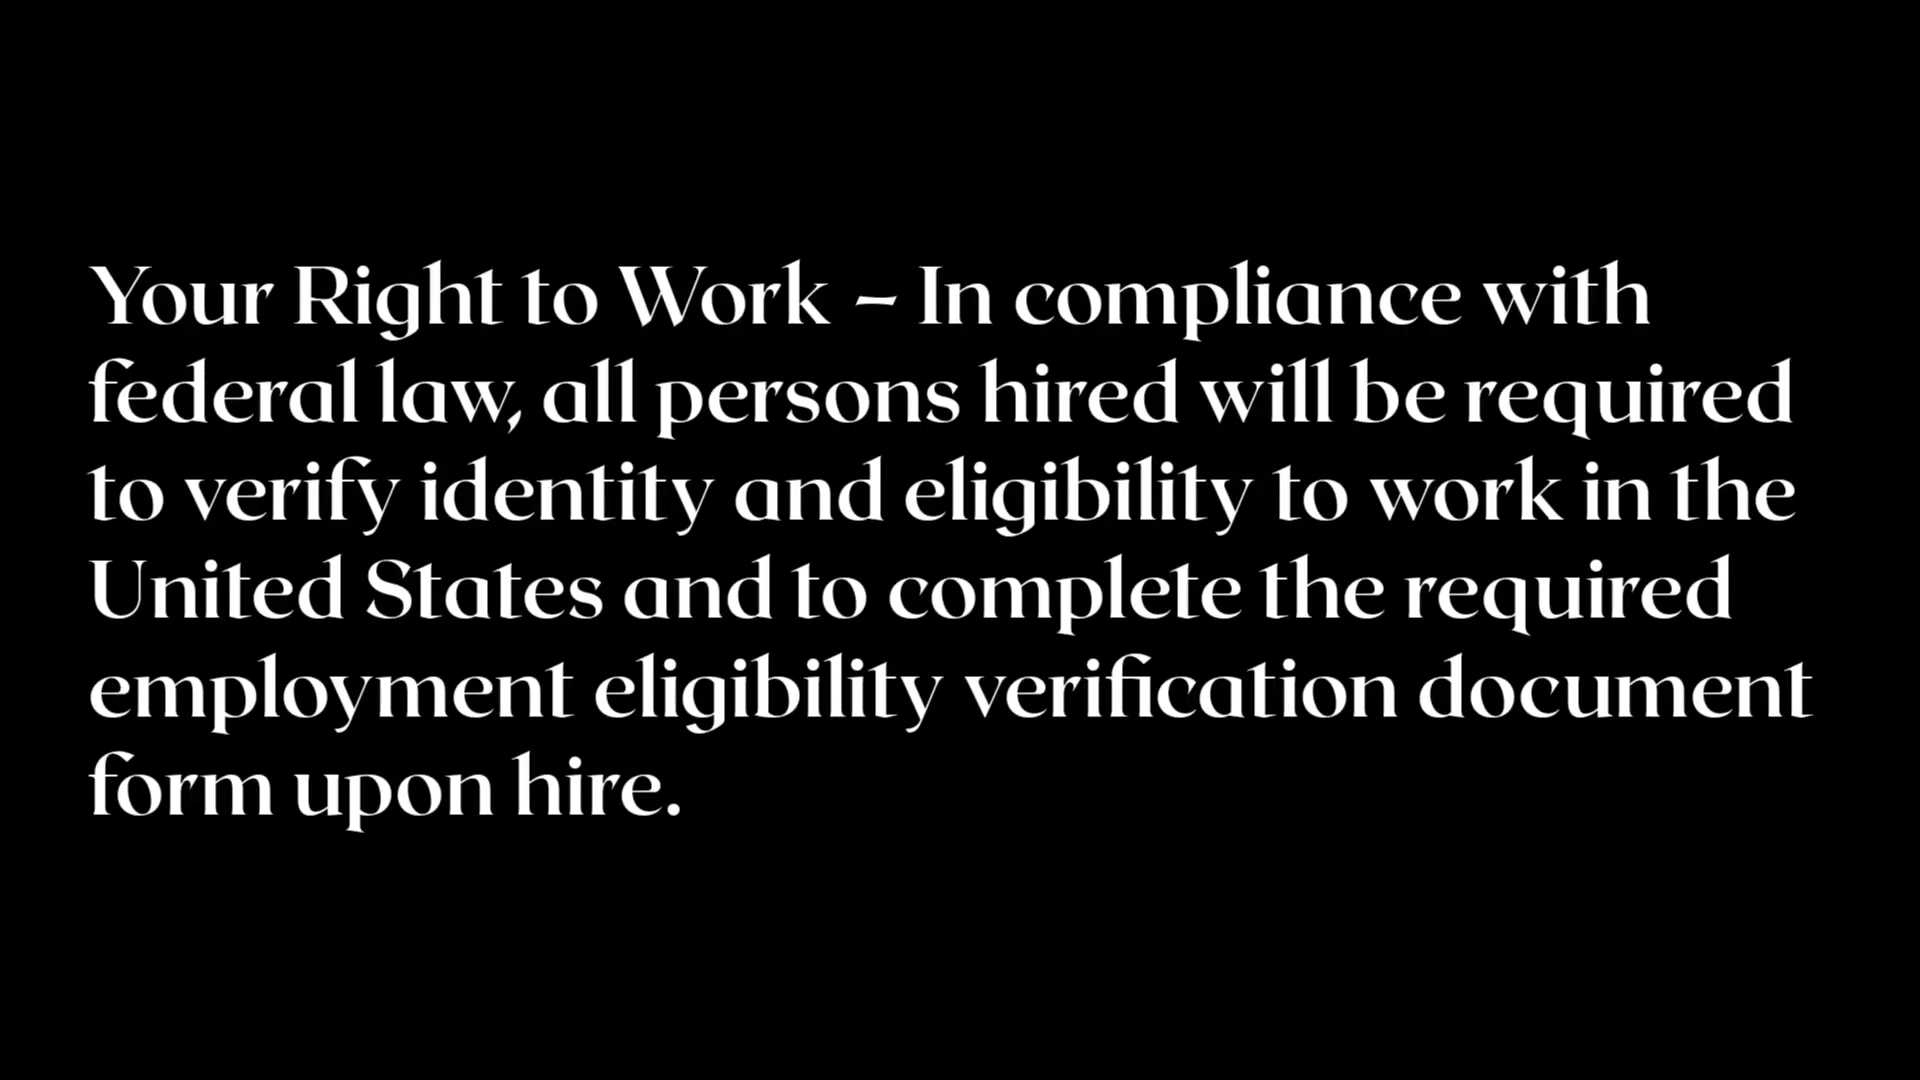 Your Right to Work – In compliance with
federal law, all persons hired will be required
to verify identity and eligibility to work in the
United States and to complete the required
employment eligibility verification document
form upon hire.